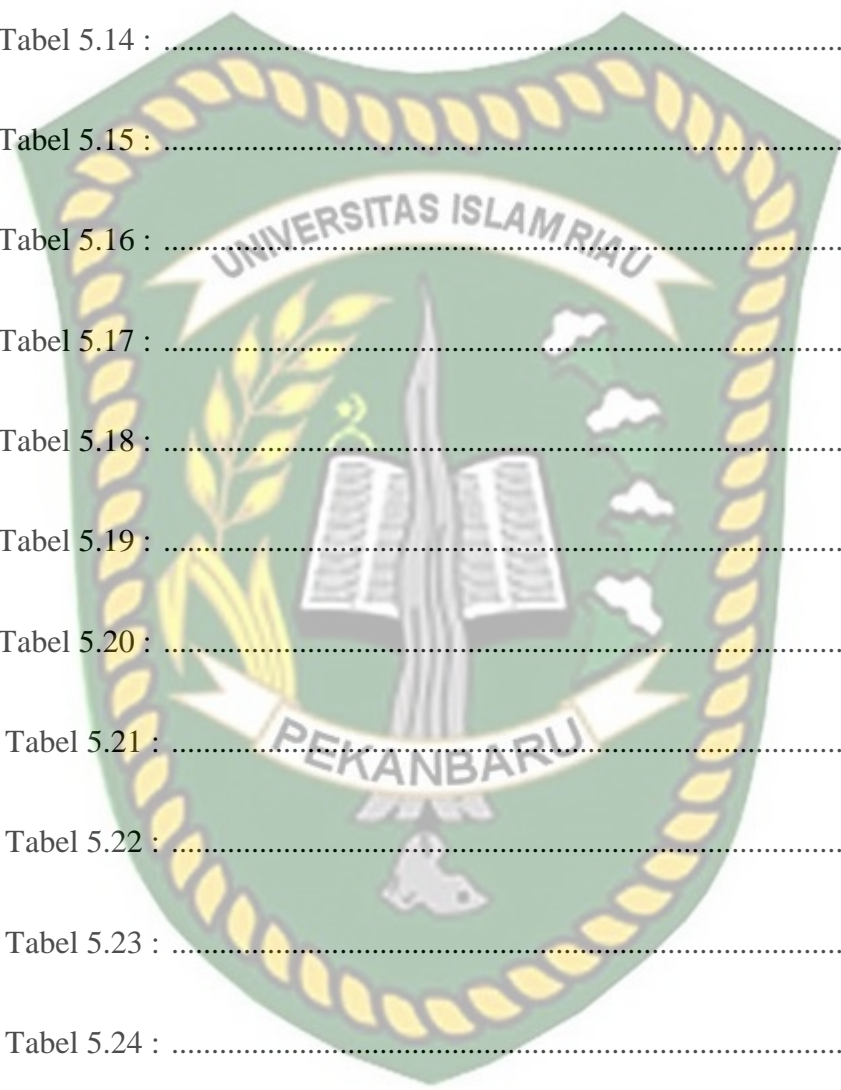 Tabel 5.14 : ........................................................................
Tabel 5.15 : ........................................................................
UNIVERSITAS ISLAM RIAU
Tabel 5.16 : ........................................................................
Tabel 5.17 : ........................................................................
Tabel 5.18 : ........................................................................
Tabel 5.19 : ........................................................................
Tabel 5.20 : ........................................................................
Tabel 5.21 : .......................................................................
PEKANBARU
Tabel 5.22 : .......................................................................
Tabel 5.23 : .......................................................................
Tabel 5.24 : .......................................................................